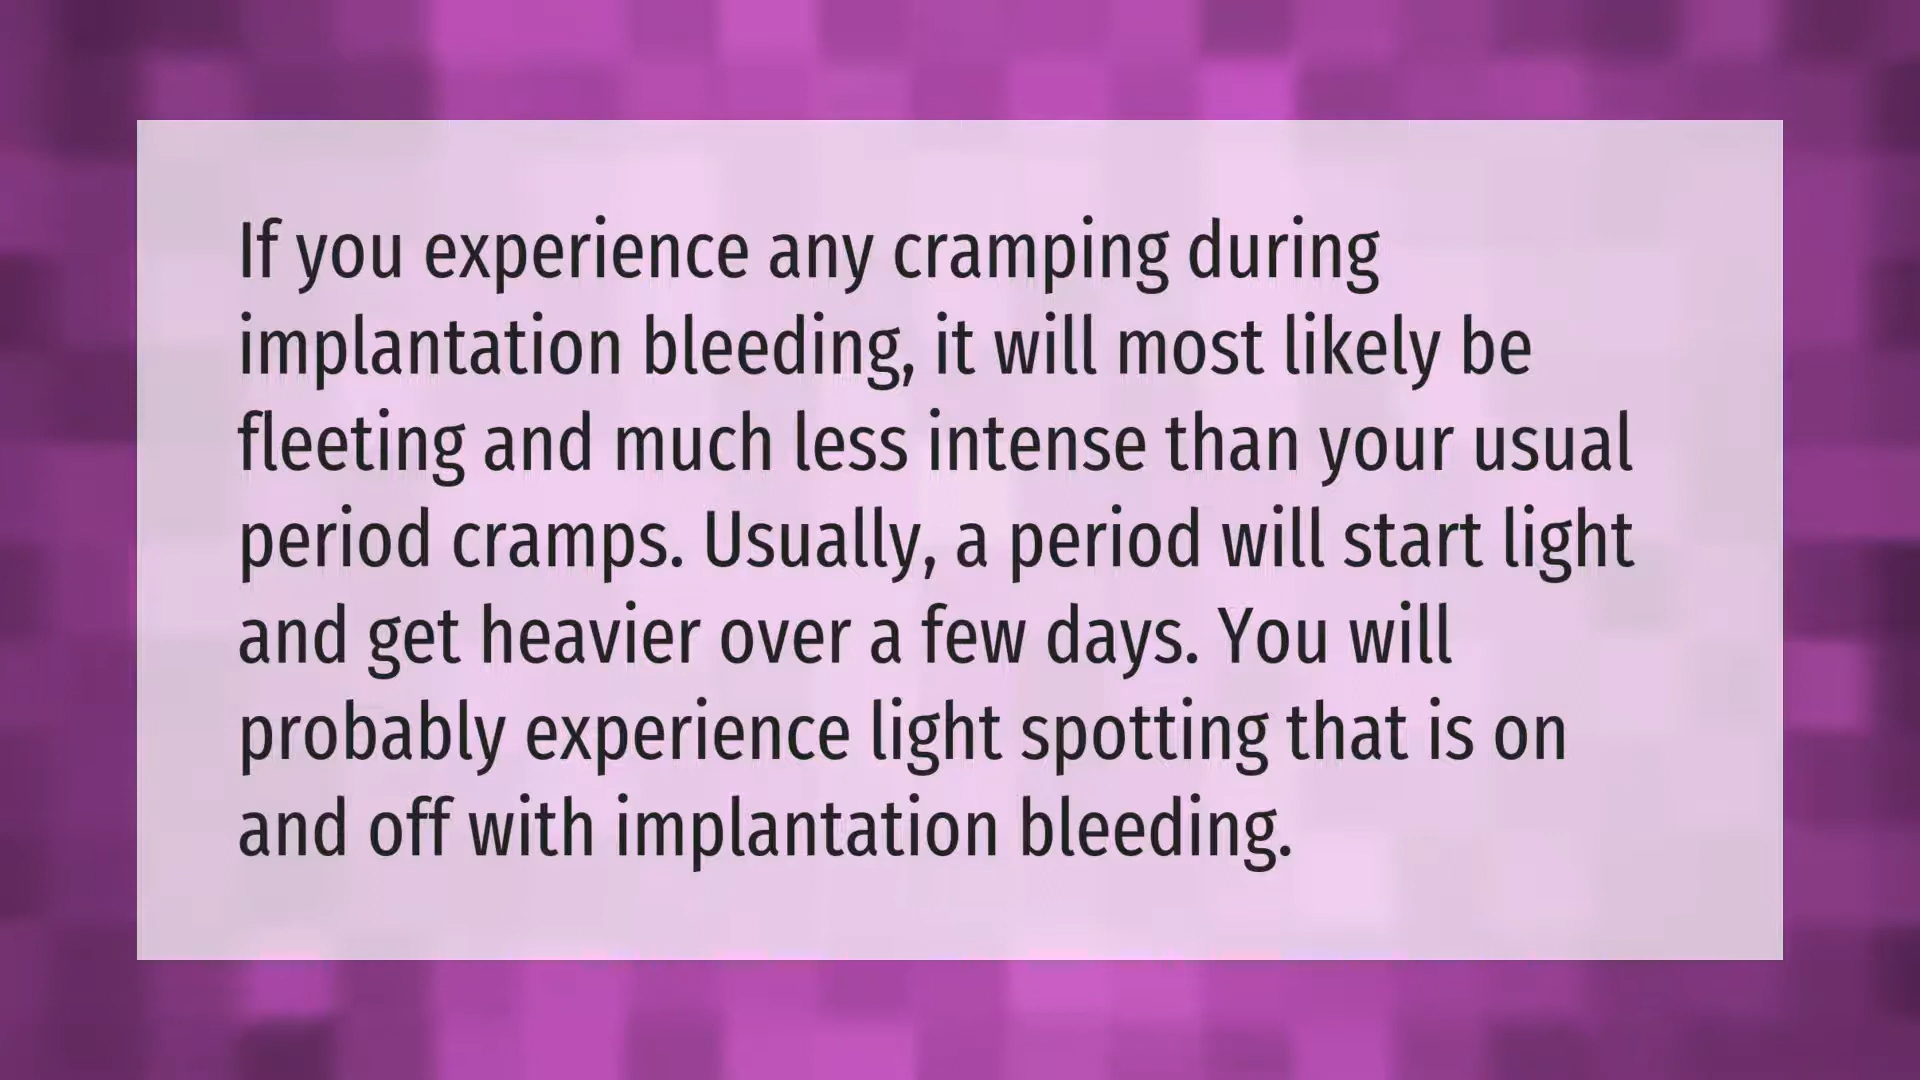 If you experience any cramping during
implantation bleeding, it will most likely be
fleeting and much less intense than your usual
period cramps. Usually, a period will start light
and get heavier over a few days. You will
probably experience light spotting that is on
and off with implantation bleeding.